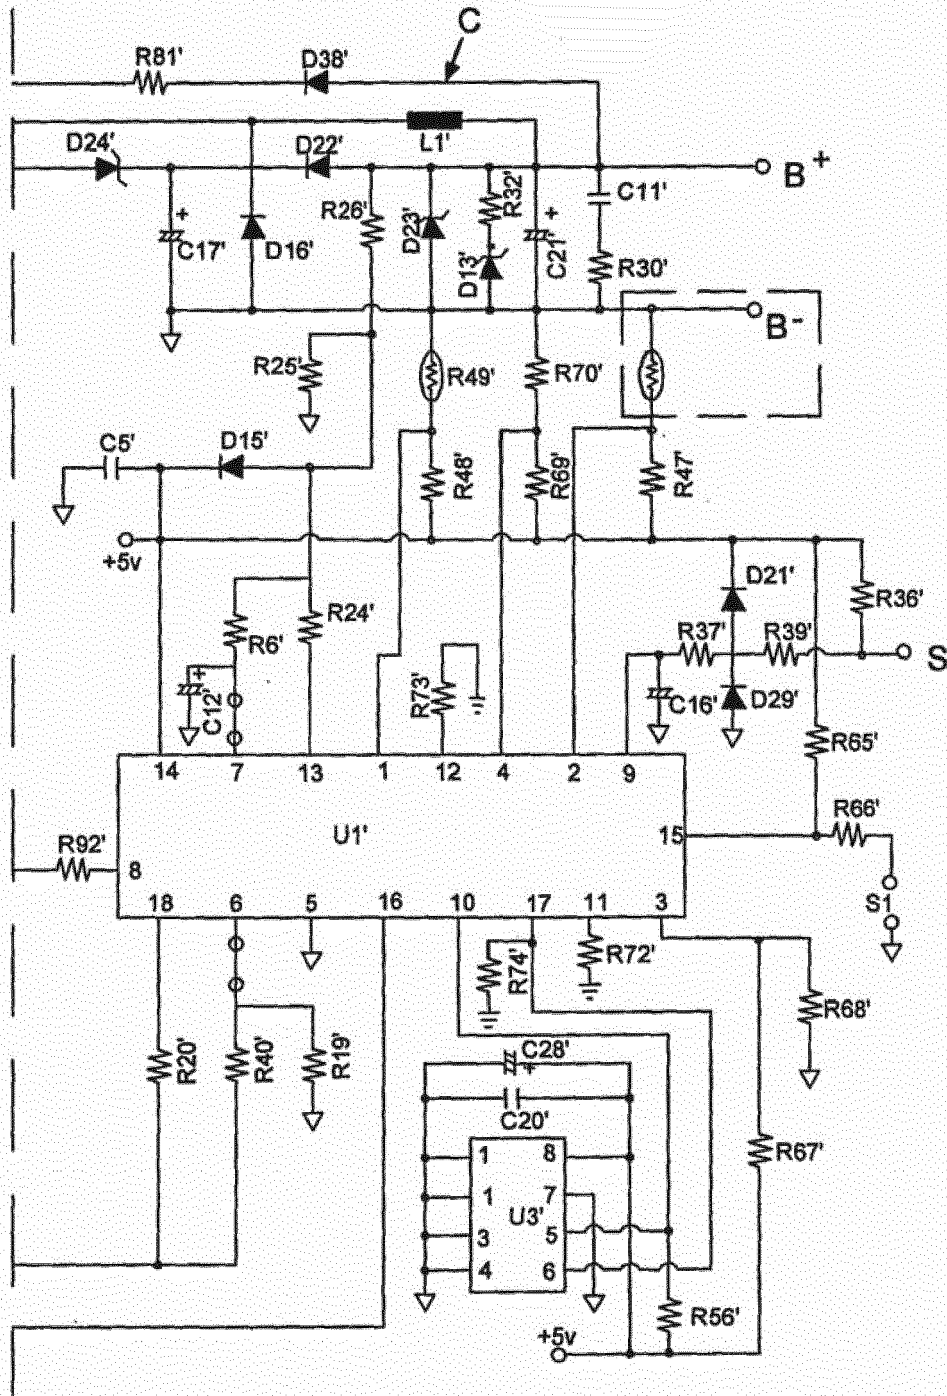 C
R81' D38'
D24' D22' L1'
B+
R26' D23' R32' C11'
C17' D16' D13' C21' R30'
B-
R25' R49' R70'
C5' D15' R48' R69' R47'
+5v
D21' R36'
R6' R24' R37' R39' S
C12' R73' C16' D29'
R65'
14 7 13 1 12 4 2 9
R66'
R92' U1' 15
8
S1
18 6 5 16 10 17 11 3
R74' R72'
R68'
R20' R40' R19' C28'
C20'
R67'
1 8
1 7
U3'
3 5
4 6
R56'
+5v